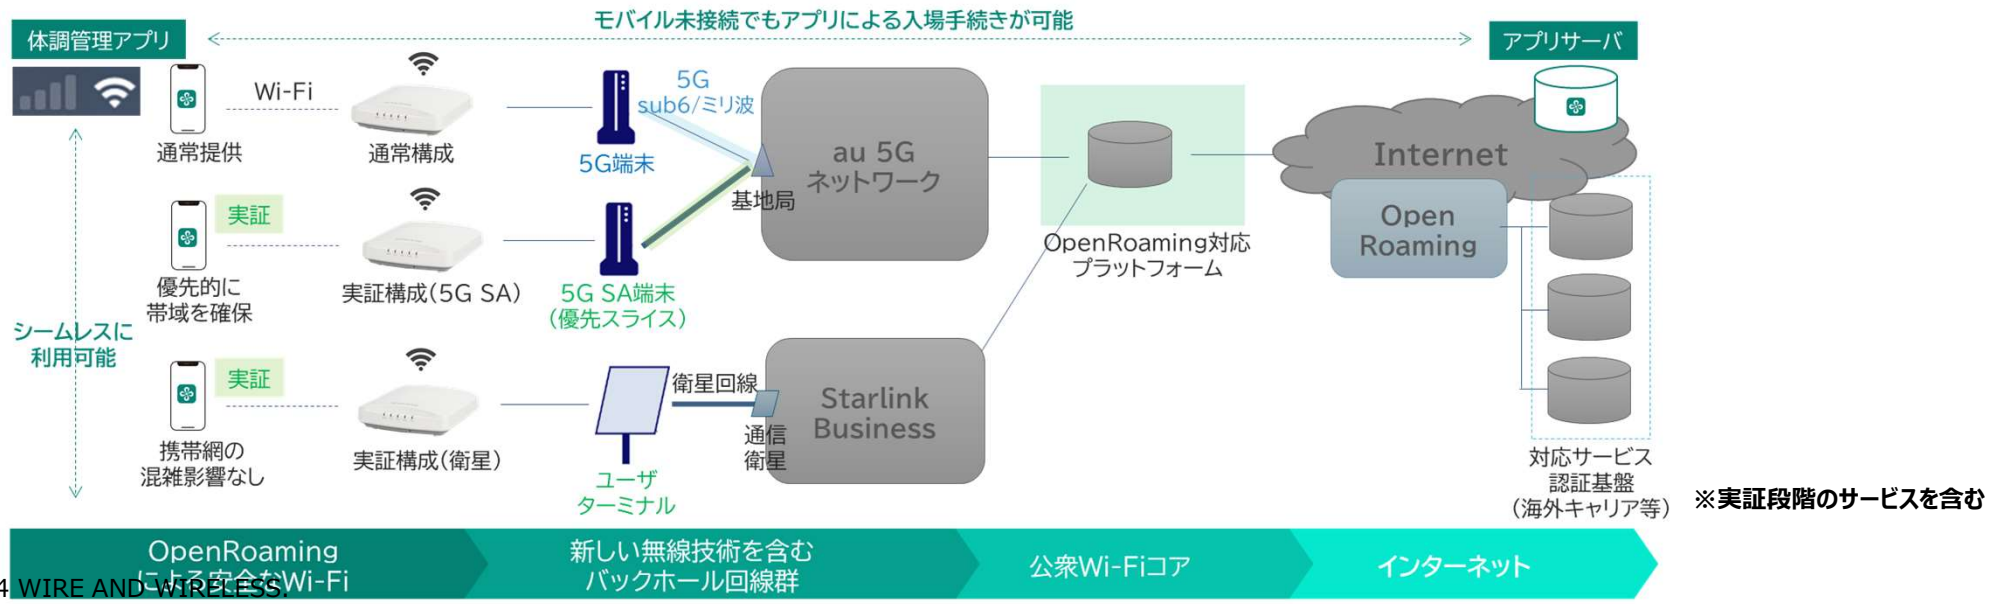 モバイル未接続でもアプリによる入場手続きが可能
体調管理アプリ
アプリサーバ
Wi-Fi
通常提供
通常構成
5G
sub6/ミリ波
5G端末
基地局
au 5G
ネットワーク
OpenRoaming対応
プラットフォーム
Internet
Open
Roaming
実証
優先的に
帯域を確保
実証構成(5G SA)
5G SA端末
(優先スライス)
シームレスに
利用可能
実証
携帯網の
混雑影響なし
実証構成(衛星)
ユーザ
ターミナル
衛星回線
通信
衛星
Starlink
Business
対応サービス
認証基盤
(海外キャリア等)
※実証段階のサービスを含む
OpenRoaming
による安全なWi-Fi
新しい無線技術を含む
バックホール回線群
公衆Wi-Fiコア
インターネット
4 WIRE AND WIRELESS.